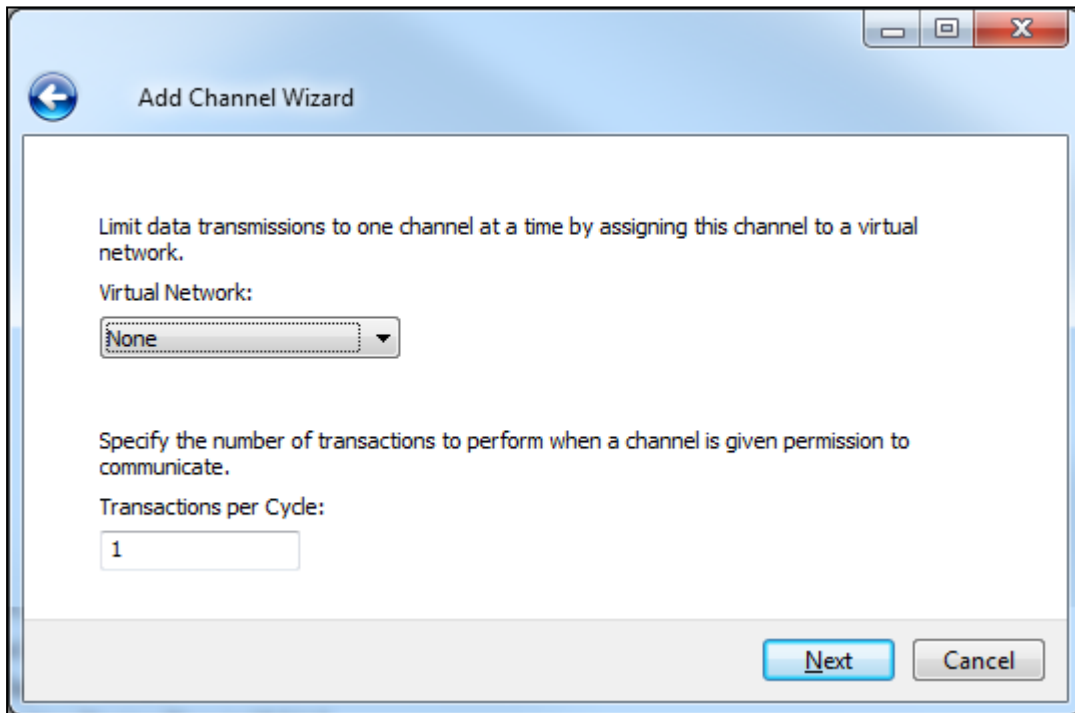 Add Channel Wizard
Limit data transmissions to one channel at a time by assigning this channel to a virtual
network.
Virtual Network:
None
Specify the number of transactions to perform when a channel is given permission to
communicate.
Transactions per Cycle:
1
Next
Cancel